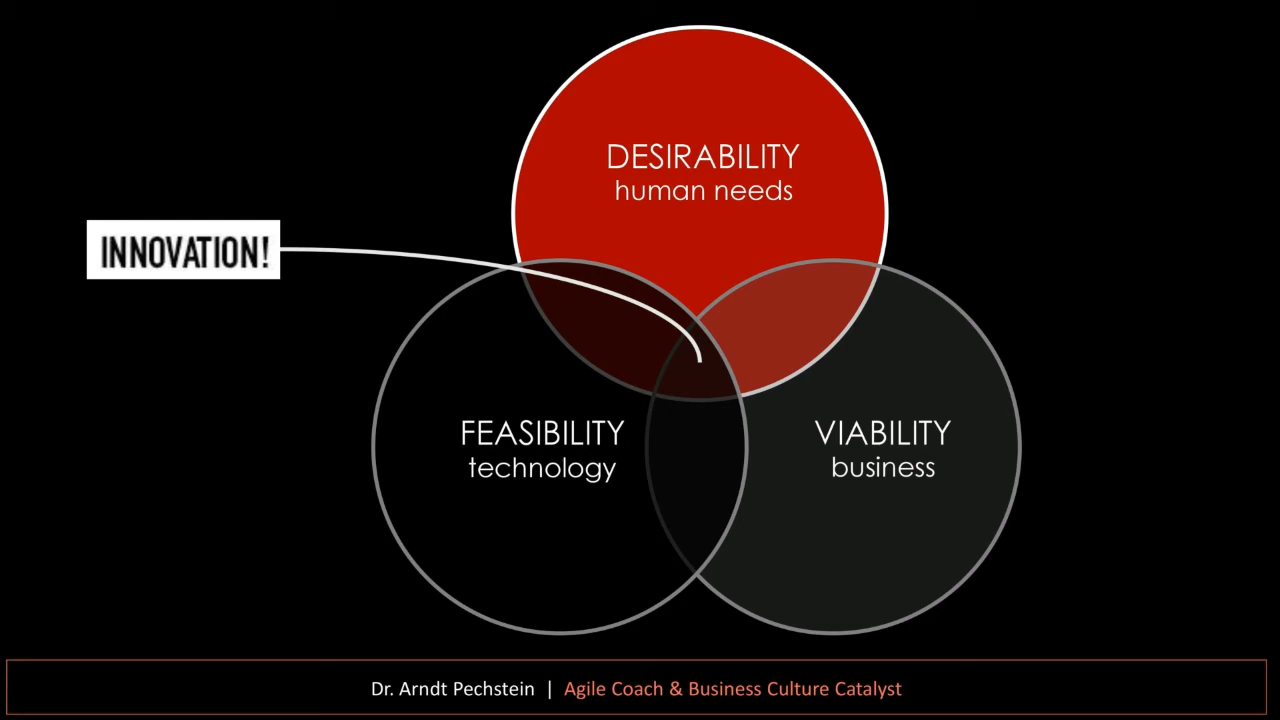 DESIRABILITY
human needs
INNOVATION!
FEASIBILITY
technology
VIABILITY
business
Dr. Arndt Pechstein | Agile Coach & Business Culture Catalyst